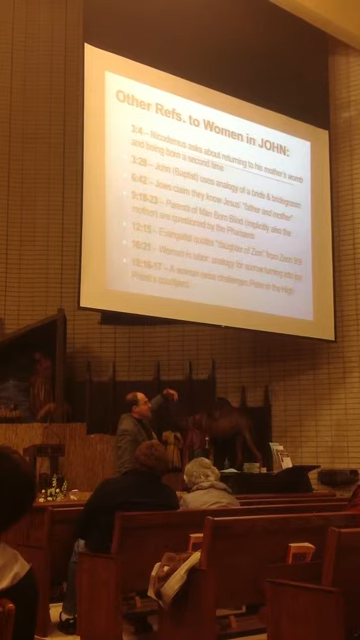 Other Refs. to Women in JOHN:
3:4 – Nicodemus asks about returning to his mother's womb
and being born a second time
3:29 – John (Baptist) uses analogy of a bride & bridegroom
6:42 – Jews claim they know Jesus' "father and mother"
9:18-23 – Parents of Man Born Blind (implicitly also the
mother) are questioned by the Pharisees
12:15 – Evangelist quotes "daughter of Zion" from Zech 9:9
16:21 – Woman in labor: analogy for sorrow turning into joy
18:16-17 – A woman challenges Peter in the High
Priest's courtyard